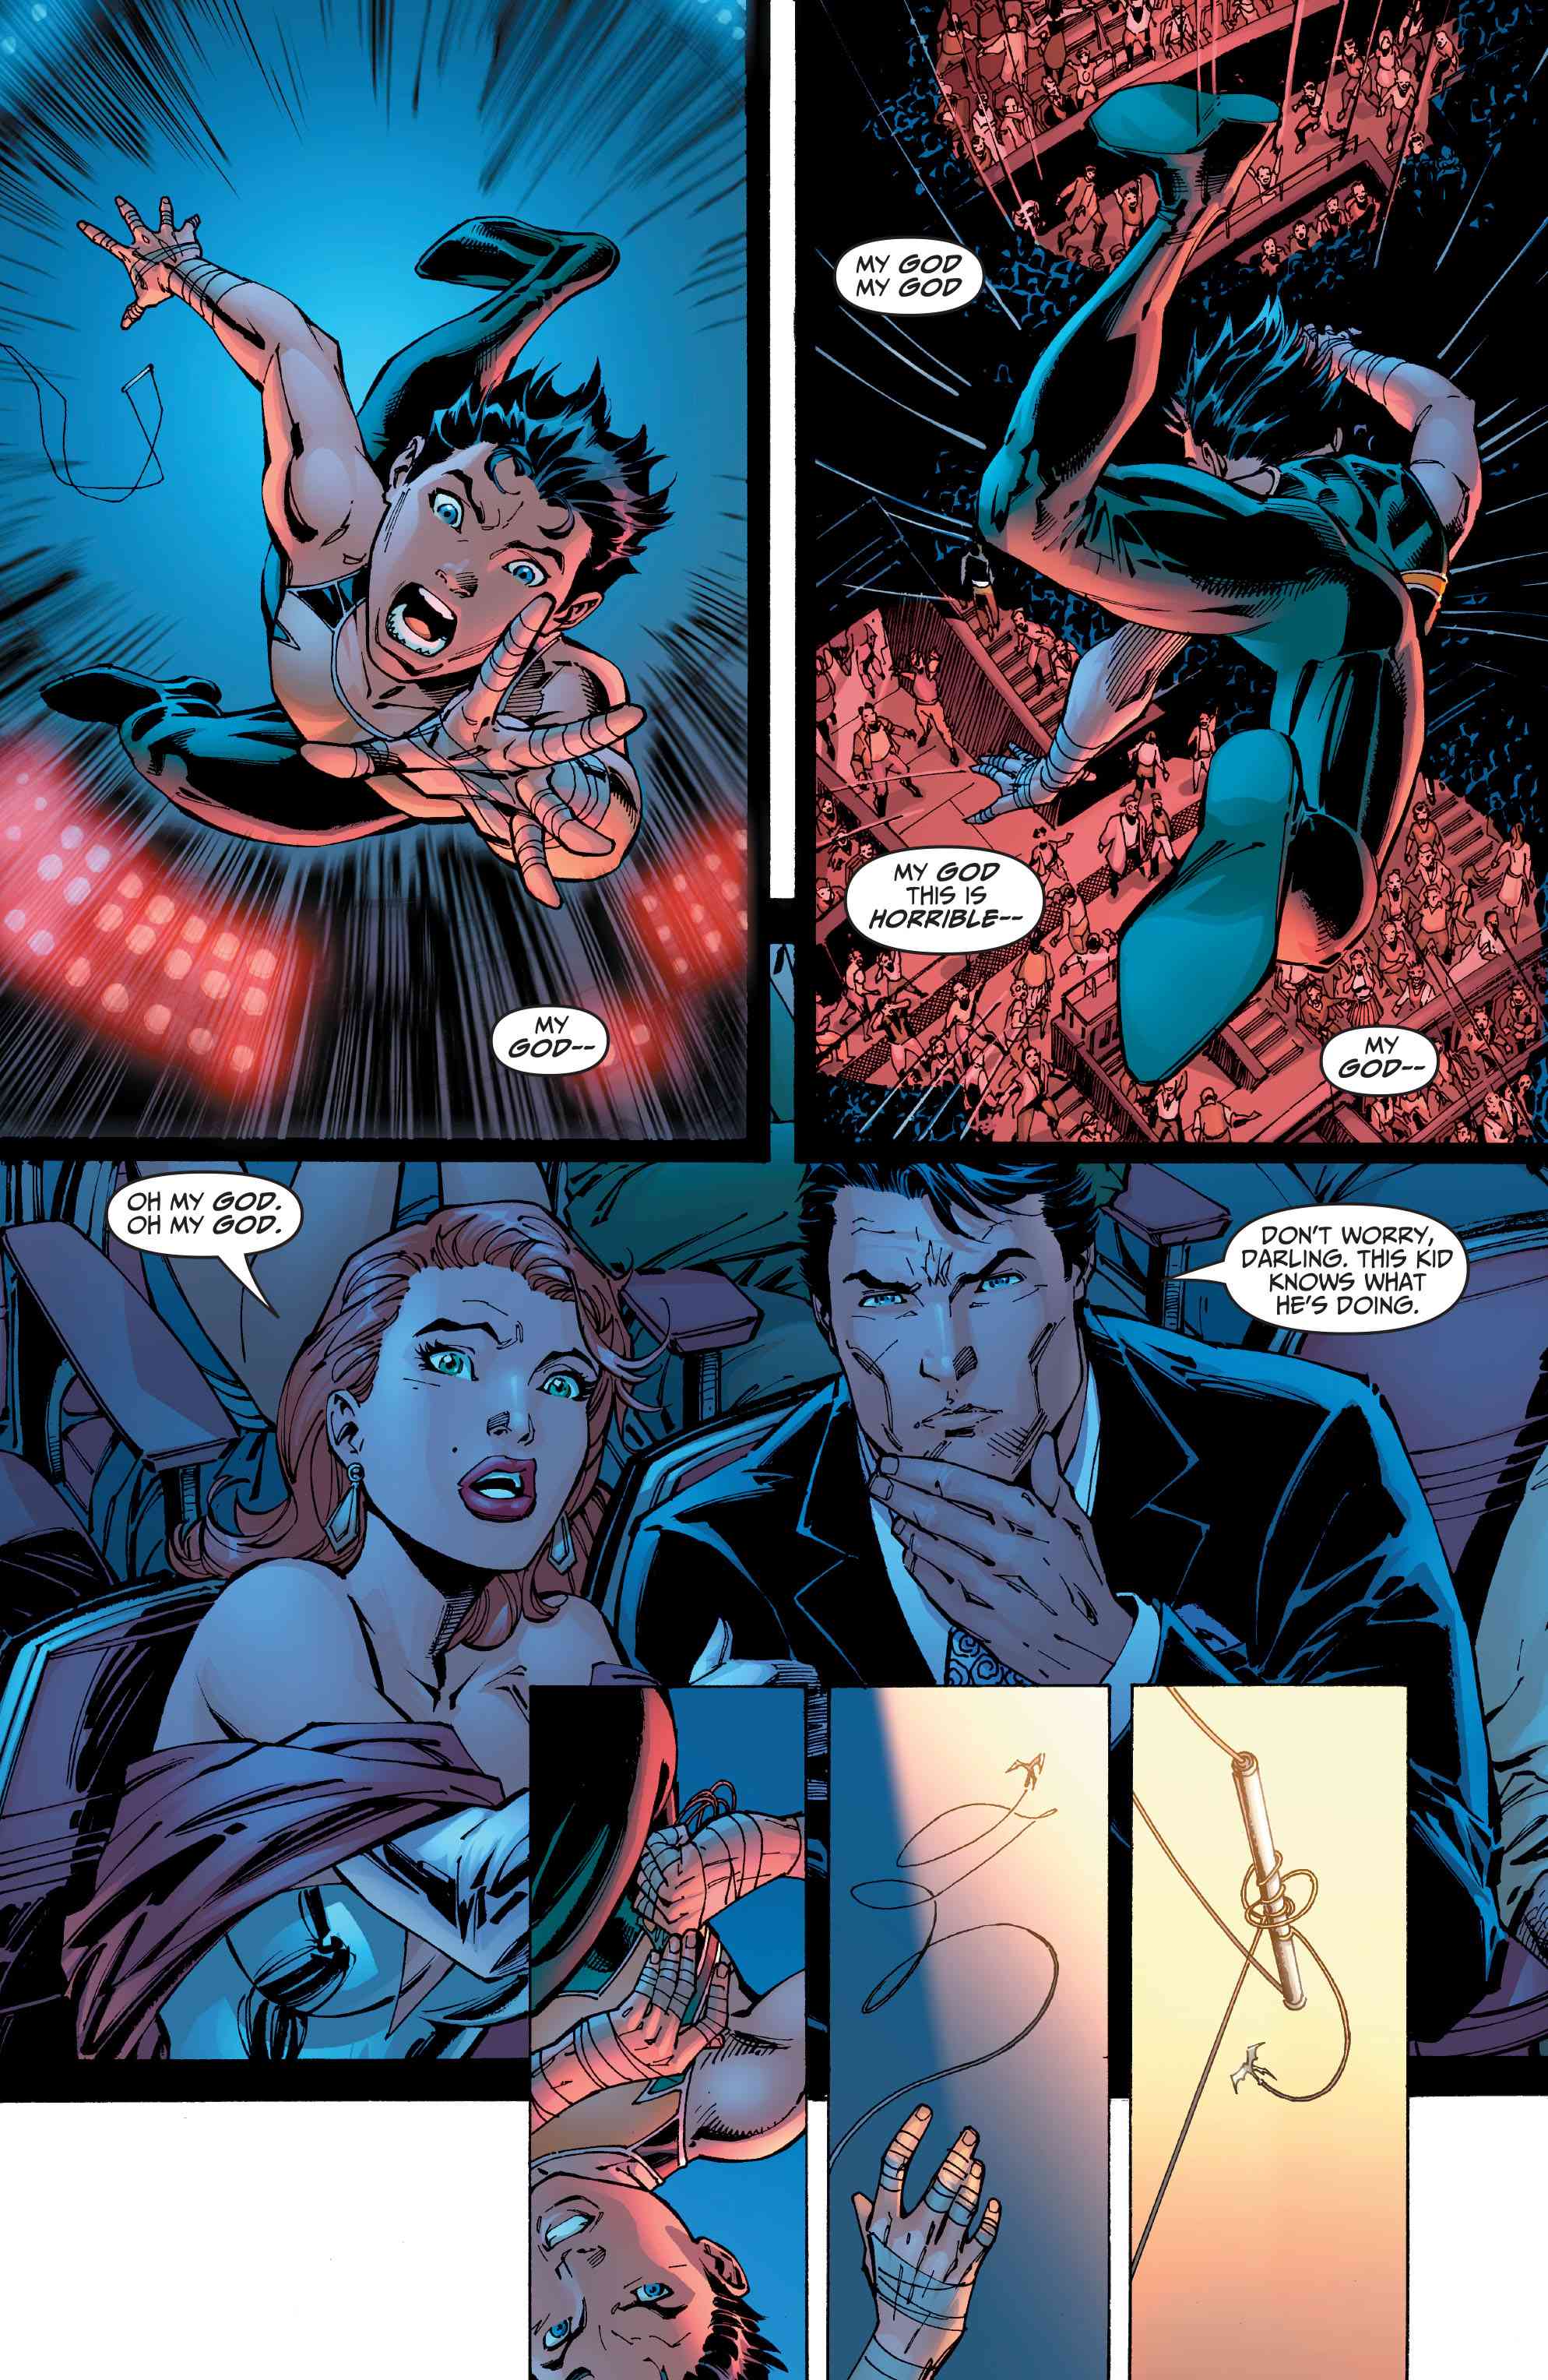 MY
GOD--
MY GOD
MY GOD
MY GOD
THIS IS
HORRIBLE--
MY
GOD--
OH MY GOD.
OH MY GOD.
DON'T WORRY,
DARLING. THIS KID
KNOWS WHAT
HE'S DOING.